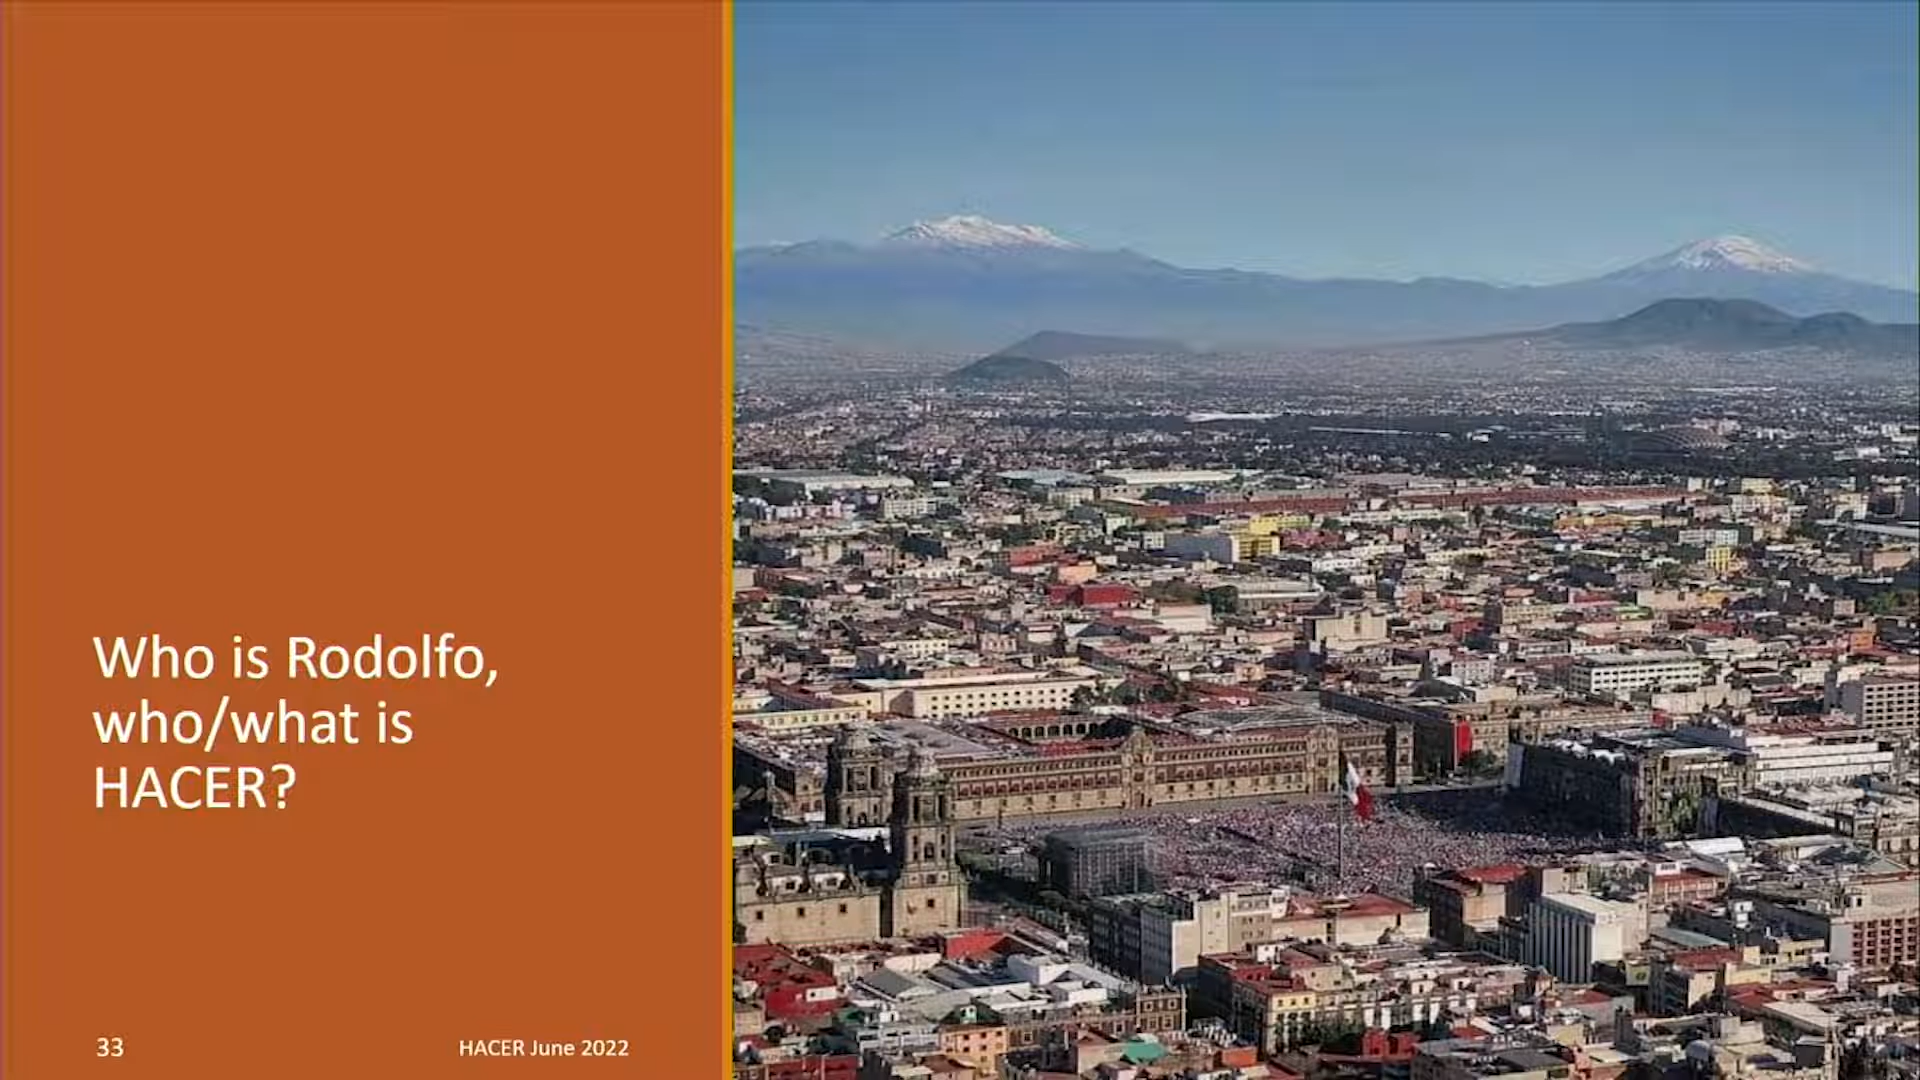 Who is Rodolfo,
who/what is
HACER?
33
HACER June 2022